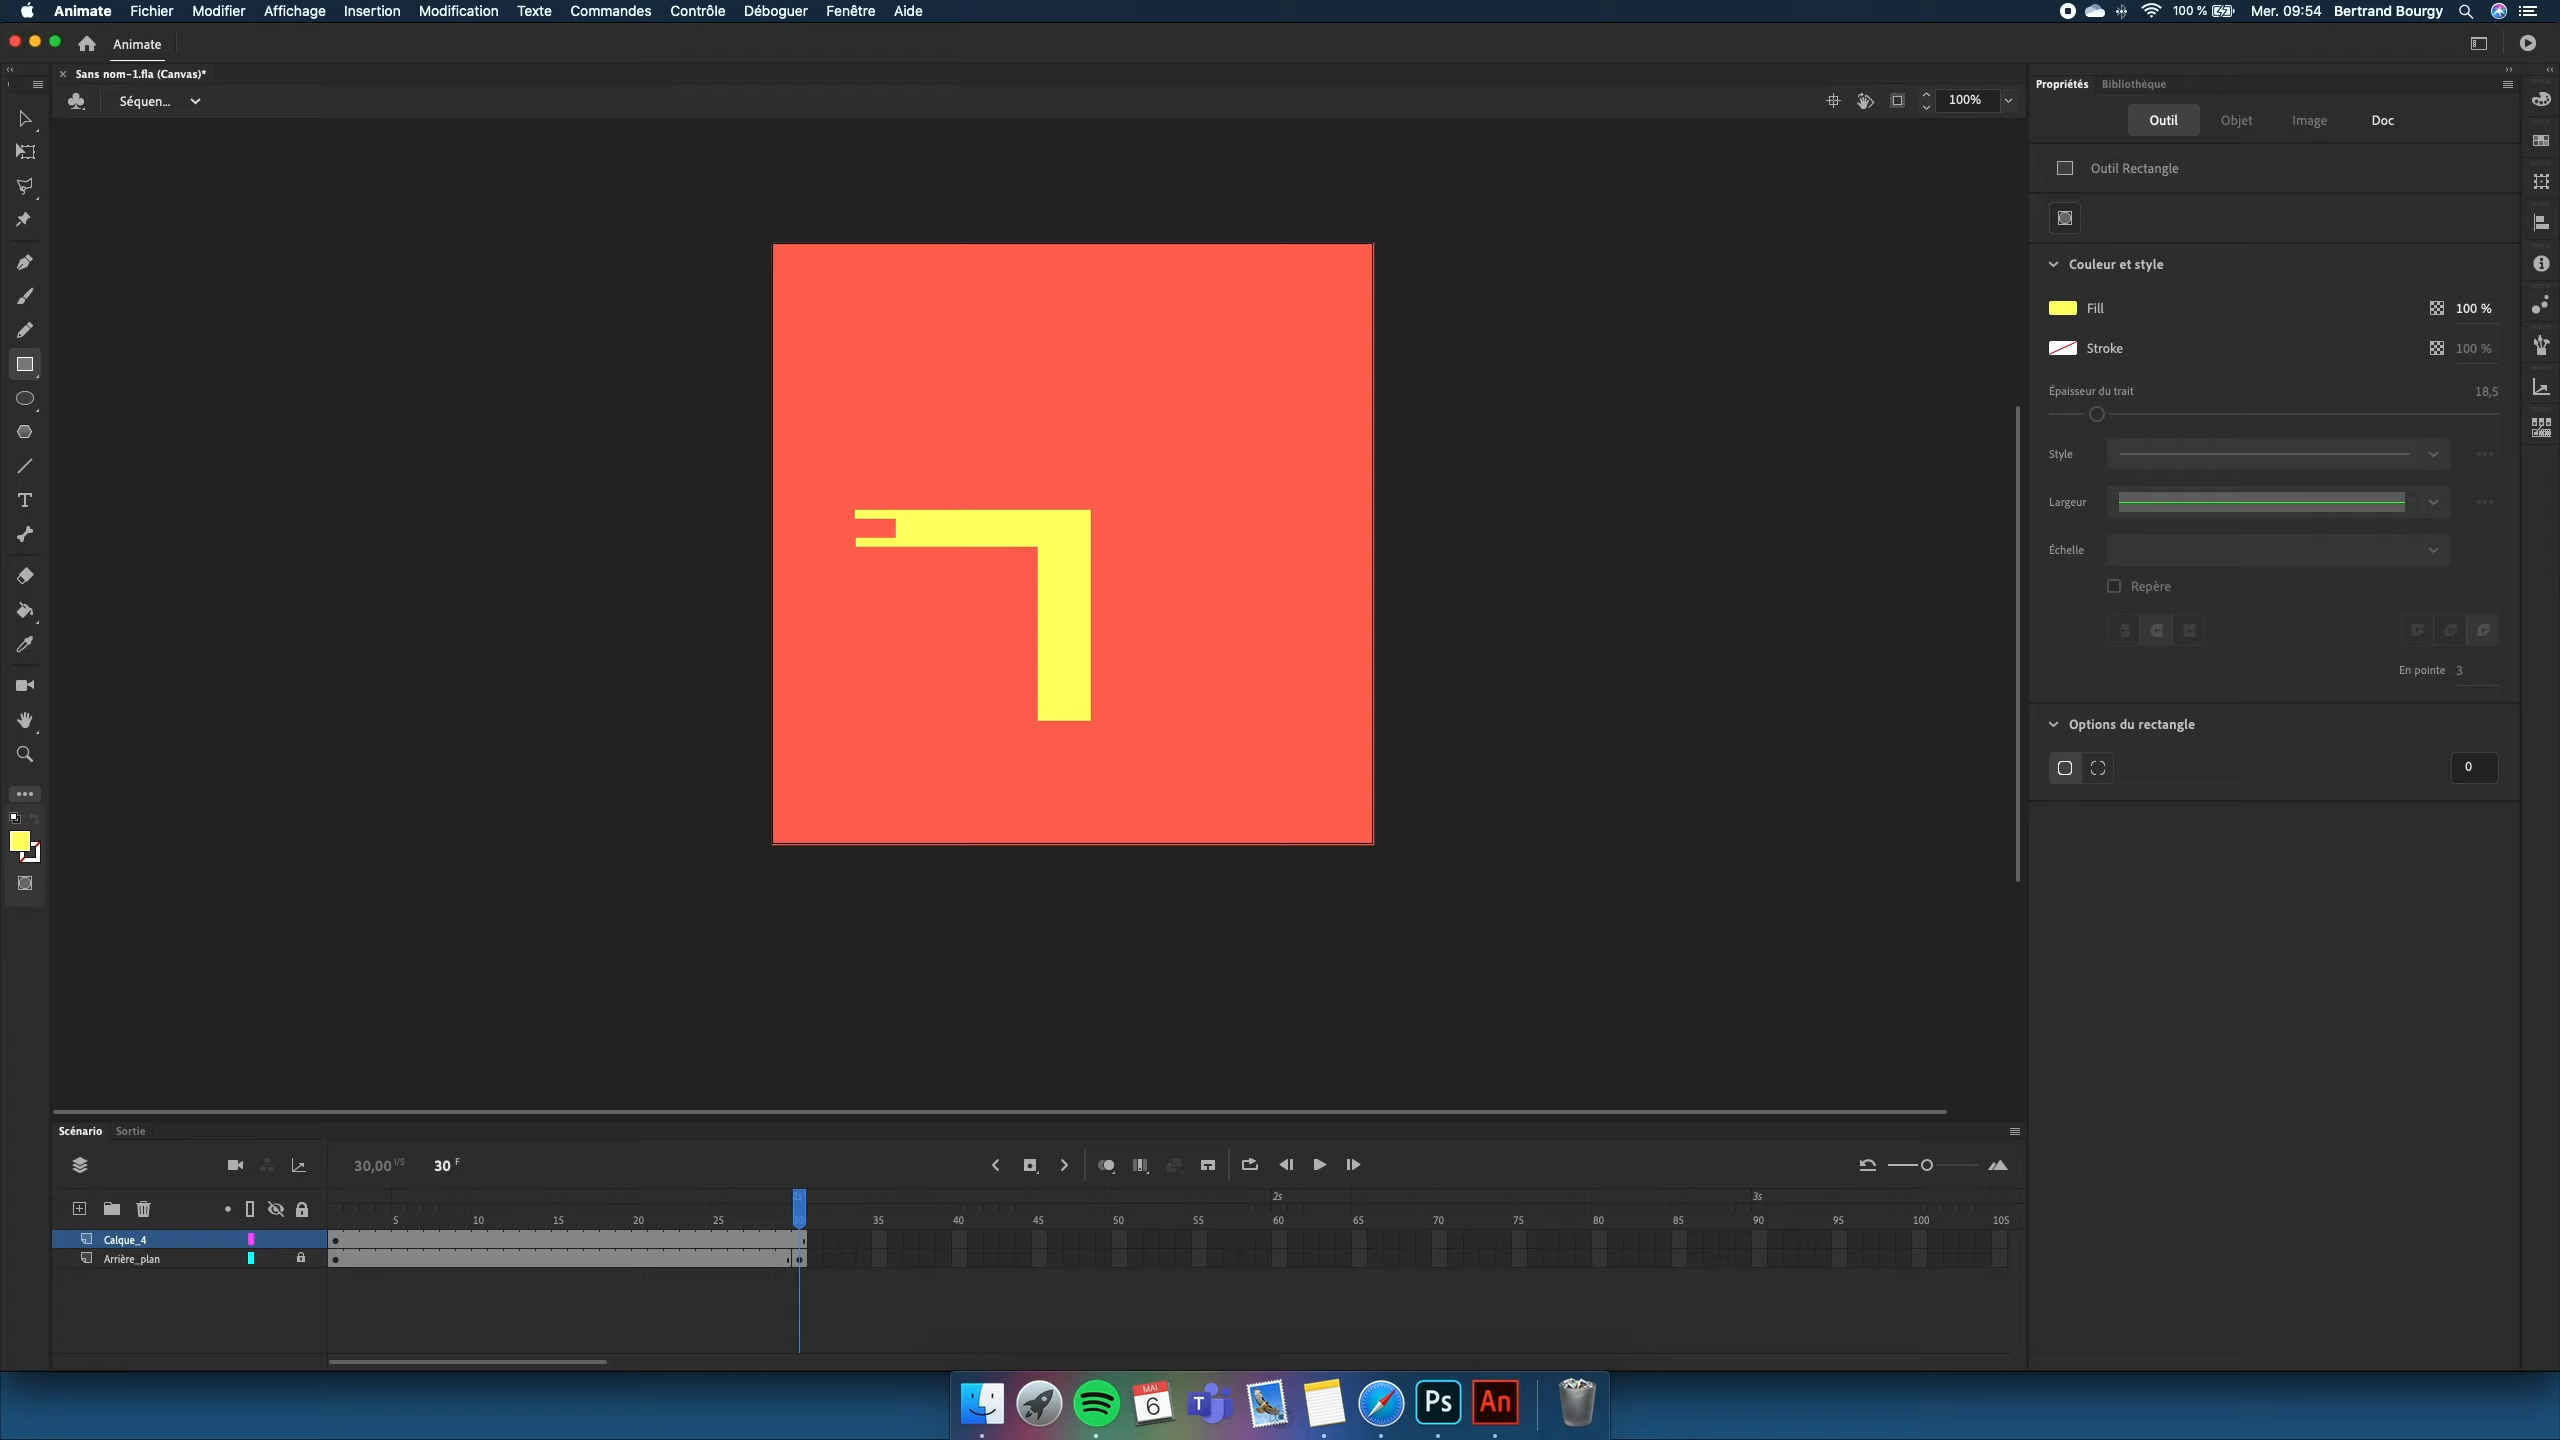 Animate Fichier Modifier Affichage Insertion Modification Texte Commandes Contrôle Déboguer Fenêtre Aide 100 % Mer. 09:54 Bertrand Bourgy
Animate
Sans nom-1.fla (Canvas)*
Séquen... 100%
Propriétés Bibliothèque
Outil Objet Image Doc
Outil Rectangle
Couleur et style
Fill 100 %
Stroke 100 %
Épaisseur du trait 18,5
Style
Largeur
Échelle
Repère
En pointe 3
Options du rectangle
0
Scénario Sortie
30,00 I/S 30 F
1s 2s 3s
5 10 15 20 25 30 35 40 45 50 55 60 65 70 75 80 85 90 95 100 105
Calque_4
Arrière_plan
MAI
6
T
Ps
An